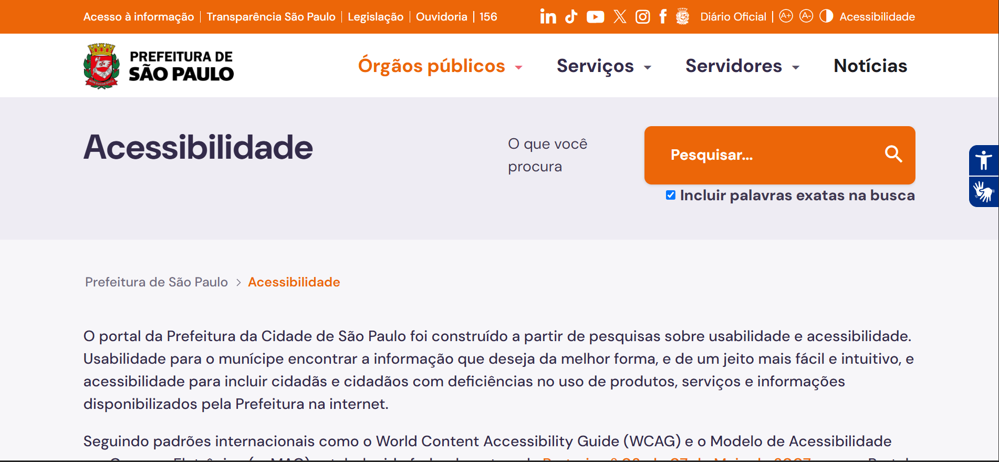 Acesso à informação | Transparência São Paulo | Legislação | Ouvidoria | 156
Diário Oficial | A+ A- Acessibilidade
PREFEITURA DE
SÃO PAULO
Órgãos públicos Serviços Servidores Notícias
Acessibilidade
O que você
procura
Pesquisar...
Incluir palavras exatas na busca
Prefeitura de São Paulo > Acessibilidade
O portal da Prefeitura da Cidade de São Paulo foi construído a partir de pesquisas sobre usabilidade e acessibilidade.
Usabilidade para o munícipe encontrar a informação que deseja da melhor forma, e de um jeito mais fácil e intuitivo, e
acessibilidade para incluir cidadãs e cidadãos com deficiências no uso de produtos, serviços e informações
disponibilizados pela Prefeitura na internet.
Seguindo padrões internacionais como o World Content Accessibility Guide (WCAG) e o Modelo de Acessibilidade